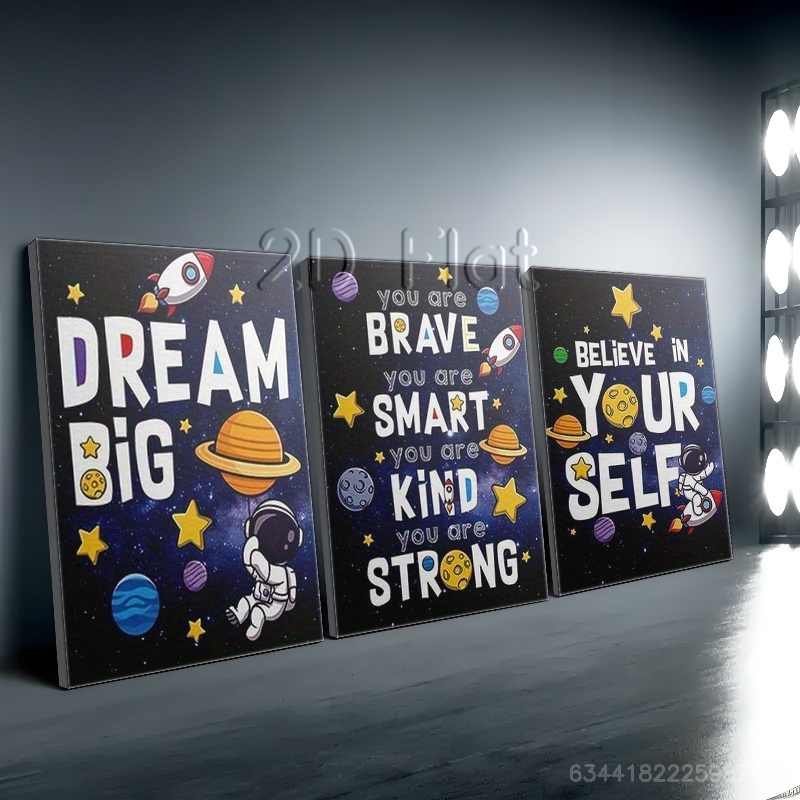 2D Flat
DREAM
BiG
you are
BRAVE
you are
SMART
you are
KiND
you are
STRONG
BELiEVE iN
YOUR
SELF